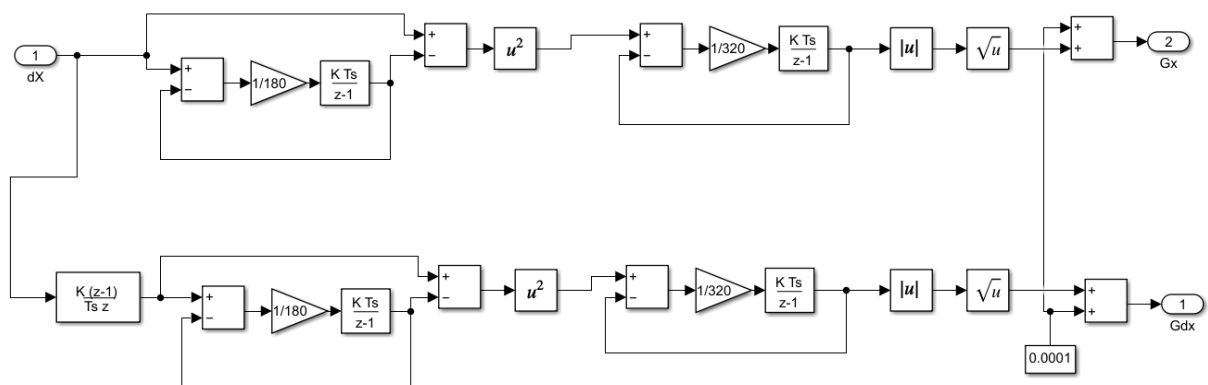 1
dX
+
−
1/180
K Ts
z-1
+
−
u²
+
−
1/320
K Ts
z-1
|u|
√u
+
+
2
Gx
K (z-1)
Ts z
+
−
1/180
K Ts
z-1
+
−
u²
+
−
1/320
K Ts
z-1
|u|
√u
+
+
1
Gdx
0.0001